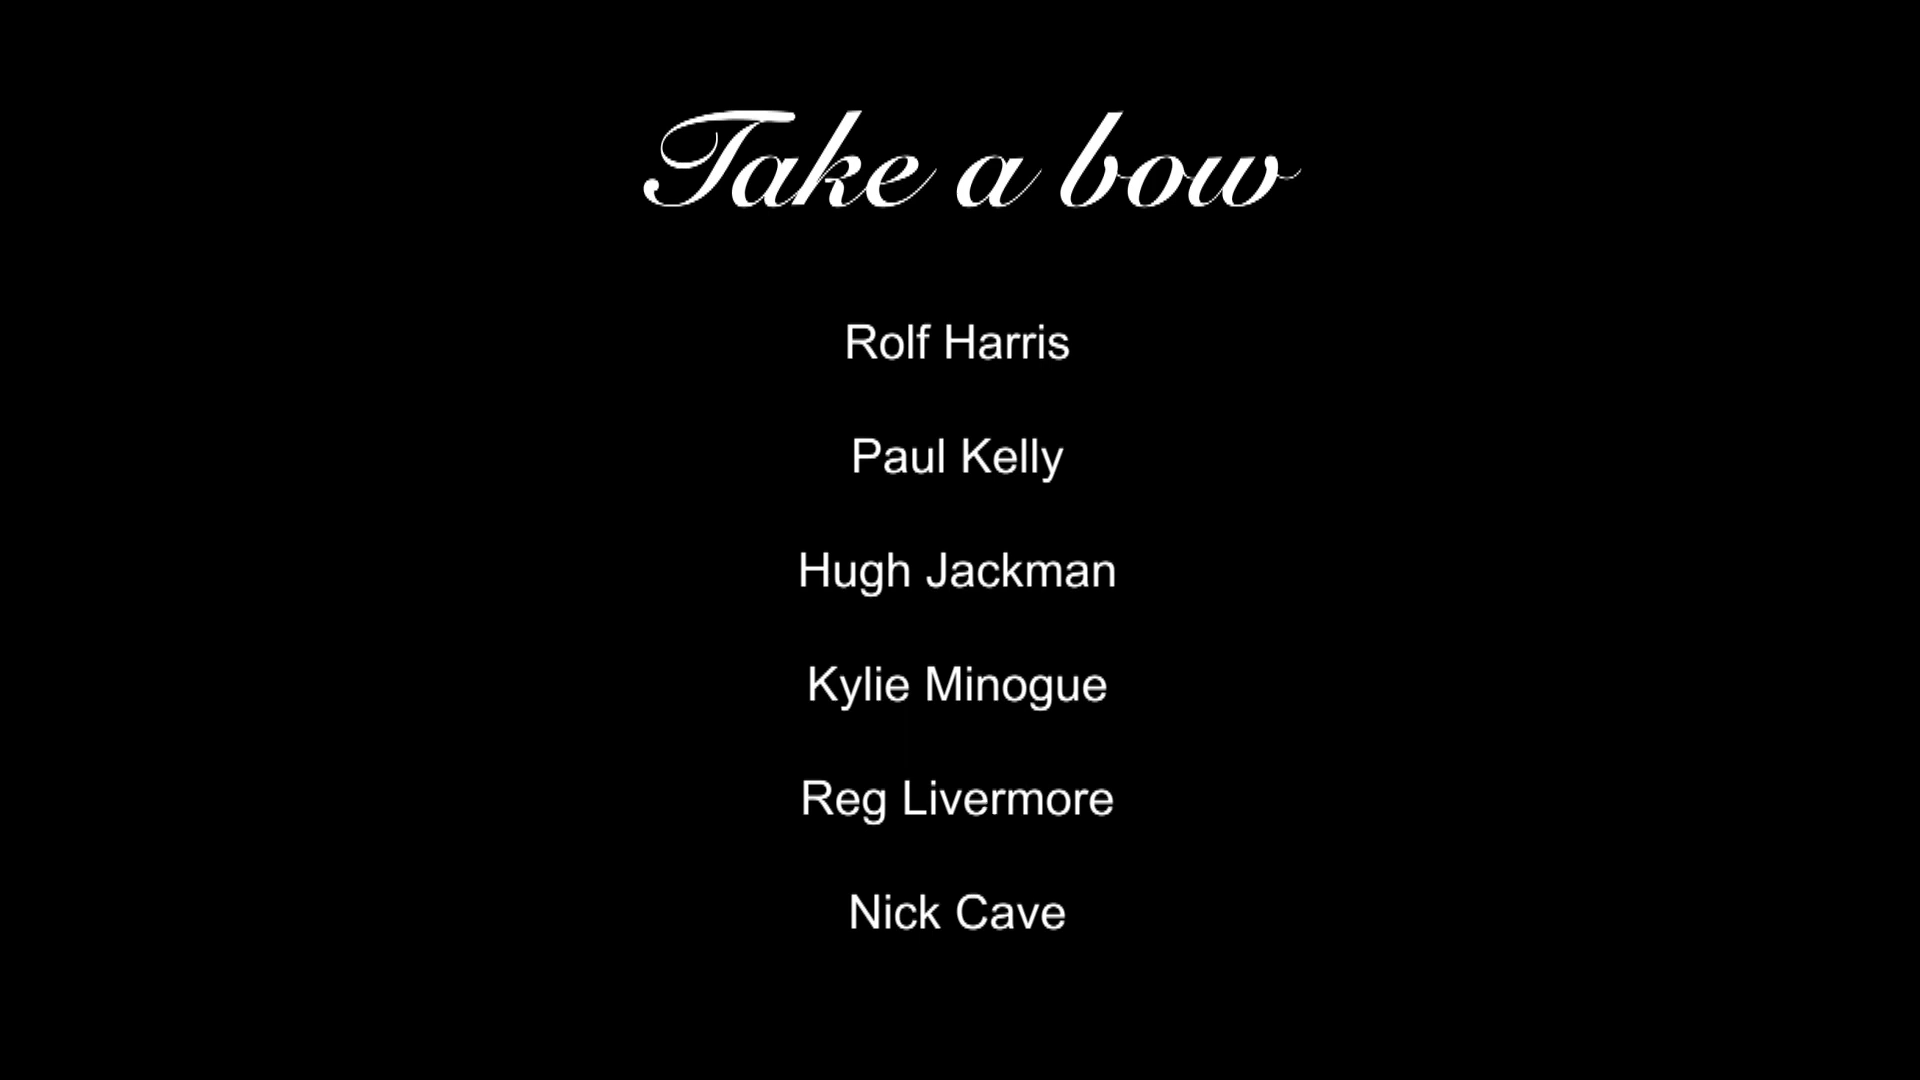 Take a bow
Rolf Harris
Paul Kelly
Hugh Jackman
Kylie Minogue
Reg Livermore
Nick Cave